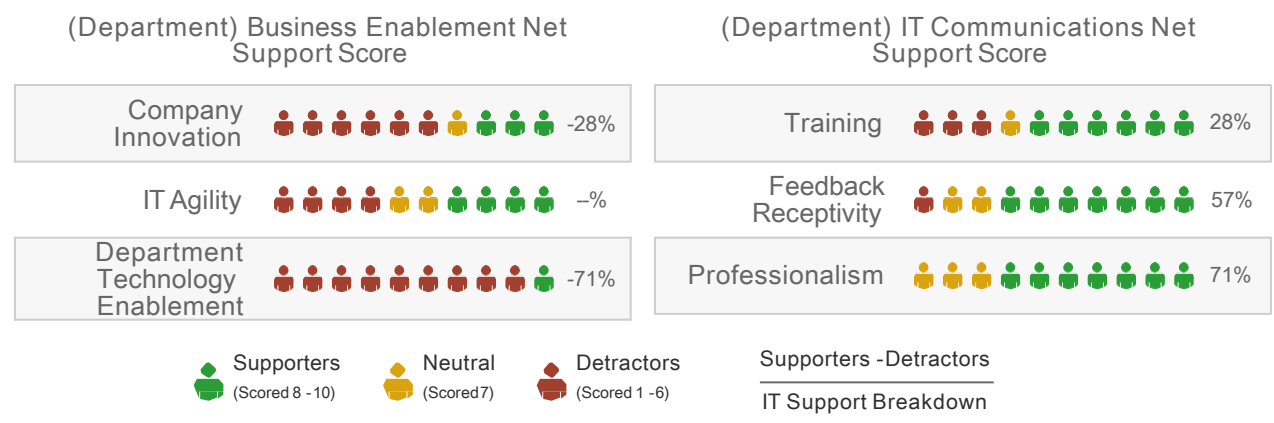 (Department) Business Enablement Net
Support Score
Company
Innovation
-28%
IT Agility
--%
Department
Technology
Enablement
-71%
(Department) IT Communications Net
Support Score
Training
28%
Feedback
Receptivity
57%
Professionalism
71%
Supporters
(Scored 8 - 10)
Neutral
(Scored 7)
Detractors
(Scored 1 - 6)
Supporters - Detractors
IT Support Breakdown